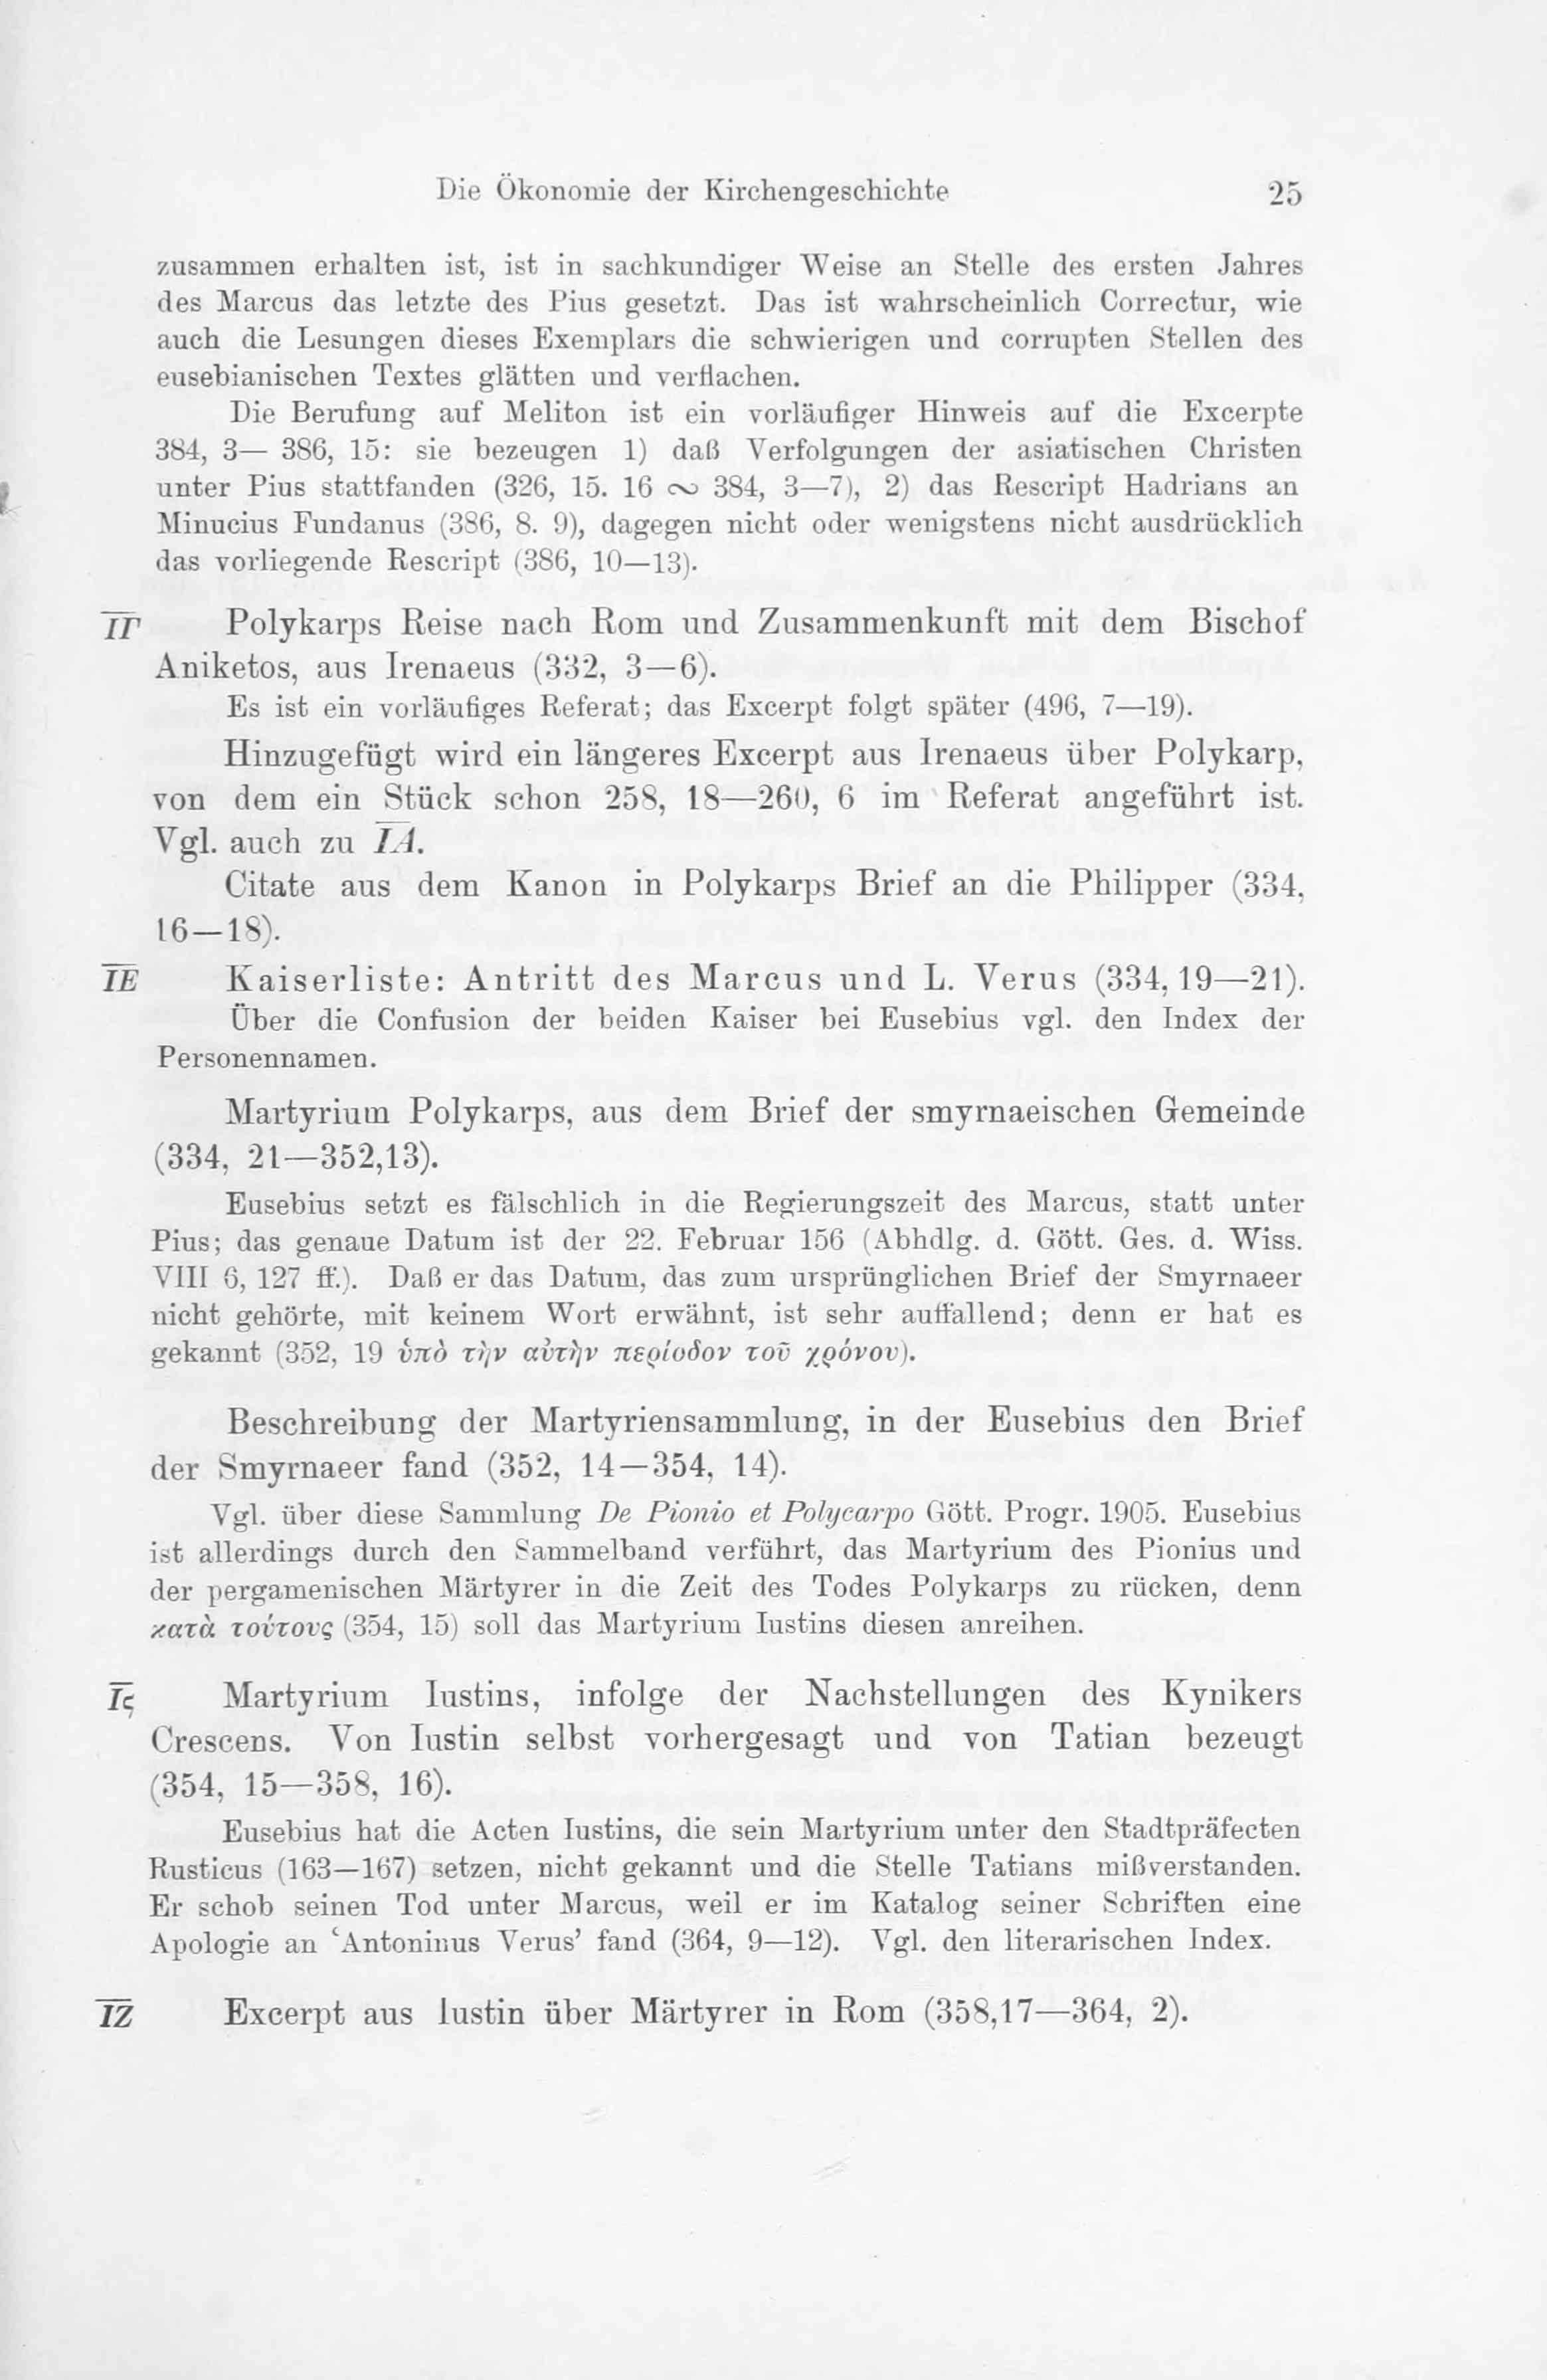 Die Ökonomie der Kirchengeschichte 25
zusammen erhalten ist, ist in sachkundiger Weise an Stelle des ersten Jahres
des Marcus das letzte des Pius gesetzt. Das ist wahrscheinlich Correctur, wie
auch die Lesungen dieses Exemplars die schwierigen und corrupten Stellen des
eusebianischen Textes glätten und verflachen.
Die Berufung auf Meliton ist ein vorläufiger Hinweis auf die Excerpte
384, 3— 386, 15: sie bezeugen 1) daß Verfolgungen der asiatischen Christen
unter Pius stattfanden (326, 15. 16 ∾ 384, 3—7), 2) das Rescript Hadrians an
Minucius Fundanus (386, 8. 9), dagegen nicht oder wenigstens nicht ausdrücklich
das vorliegende Rescript (386, 10—13).
I͞Γ͞ Polykarps Reise nach Rom und Zusammenkunft mit dem Bischof
Aniketos, aus Irenaeus (332, 3—6).
Es ist ein vorläufiges Referat; das Excerpt folgt später (496, 7—19).
Hinzugefügt wird ein längeres Excerpt aus Irenaeus über Polykarp,
von dem ein Stück schon 258, 18—260, 6 im Referat angeführt ist.
Vgl. auch zu
Citate aus dem Kanon in Polykarps Brief an die Philipper (334,
16—18).
I͞E͞ Kaiserliste: Antritt des Marcus und L. Verus (334, 19—21).
Über die Confusion der beiden Kaiser bei Eusebius vgl. den Index der
Personennamen.
Martyrium Polykarps, aus dem Brief der smyrnaeischen Gemeinde
(334, 21—352,13).
Eusebius setzt es fälschlich in die Regierungszeit des Marcus, statt unter
Pius; das genaue Datum ist der 22. Februar 156 (Abhdlg. d. Gött. Ges. d. Wiss.
VIII 6, 127 ff.). Daß er das Datum, das zum ursprünglichen Brief der Smyrnaeer
nicht gehörte, mit keinem Wort erwähnt, ist sehr auffallend; denn er hat es
gekannt (352, 19 ὑπὸ τὴν αὐτὴν περίοδον τοῦ χρόνου).
Beschreibung der Martyriensammlung, in der Eusebius den Brief
der Smyrnaeer fand (352, 14—354, 14).
Vgl. über diese Sammlung De Pionio et Polycarpo Gött. Progr. 1905. Eusebius
ist allerdings durch den Sammelband verführt, das Martyrium des Pionius und
der pergamenischen Märtyrer in die Zeit des Todes Polykarps zu rücken, denn
κατὰ τούτους (354, 15) soll das Martyrium Iustins diesen anreihen.
I͞ϛ͞ Martyrium Iustins, infolge der Nachstellungen des Kynikers
Crescens. Von Iustin selbst vorhergesagt und von Tatian bezeugt
(354, 15—358, 16).
Eusebius hat die Acten Iustins, die sein Martyrium unter den Stadtpräfecten
Rusticus (163—167) setzen, nicht gekannt und die Stelle Tatians mißverstanden.
Er schob seinen Tod unter Marcus, weil er im Katalog seiner Schriften eine
Apologie an ‘Antoninus Verus’ fand (364, 9—12). Vgl. den literarischen Index.
I͞Z͞ Excerpt aus Iustin über Märtyrer in Rom (358,17—364, 2).